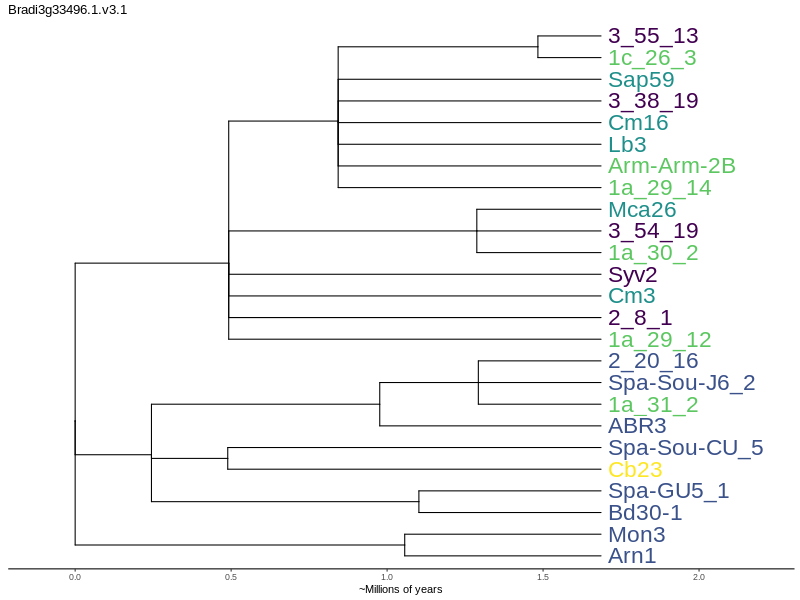 Bradi3g33496.1.v3.1
3_55_13
1c_26_3
Sap59
3_38_19
Cm16
Lb3
Arm-Arm-2B
1a_29_14
Mca26
3_54_19
1a_30_2
Syv2
Cm3
2_8_1
1a_29_12
2_20_16
Spa-Sou-J6_2
1a_31_2
ABR3
Spa-Sou-CU_5
Cb23
Spa-GU5_1
Bd30-1
Mon3
Arn1
0.0 0.5 1.0 1.5 2.0
~Millions of years